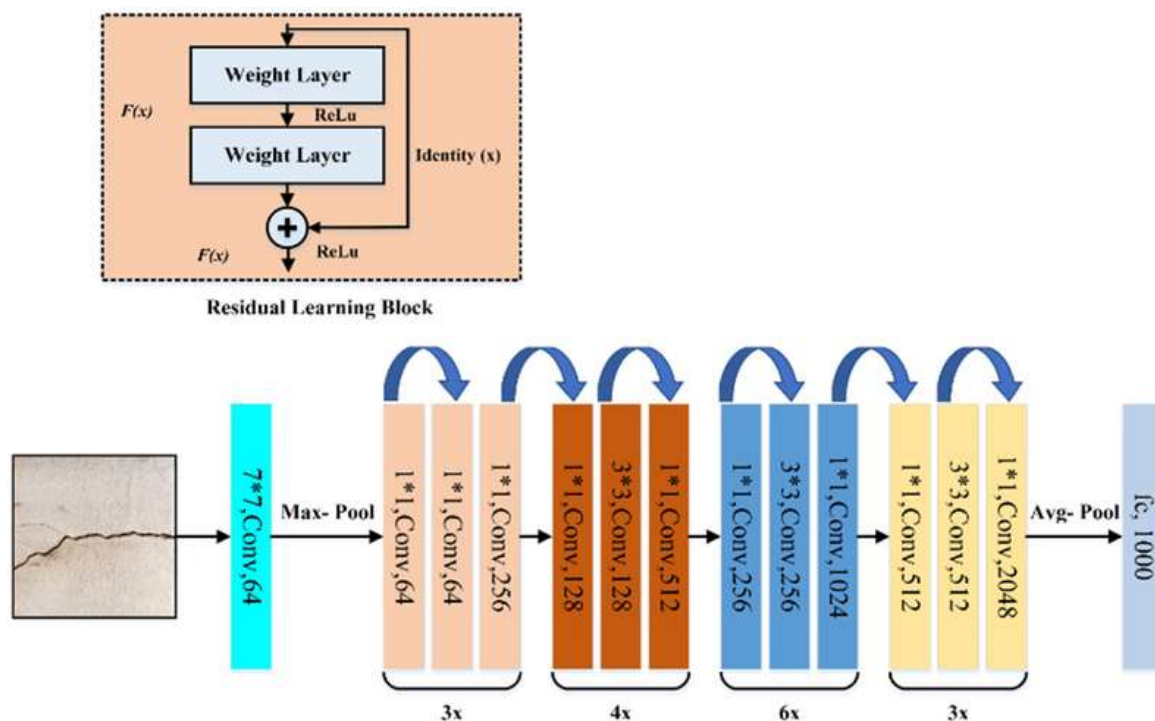 Weight Layer
F(x)
ReLu
Weight Layer
Identity (x)
+
F(x)
ReLu
Residual Learning Block
7*7,Conv,64
Max- Pool
1*1,Conv,64
1*1,Conv,64
1*1,Conv,256
1*1,Conv,128
3*3,Conv,128
1*1,Conv,512
1*1,Conv,256
3*3,Conv,256
1*1,Conv,1024
1*1,Conv,512
3*3,Conv,512
1*1,Conv,2048
Avg- Pool
fc, 1000
3x
4x
6x
3x